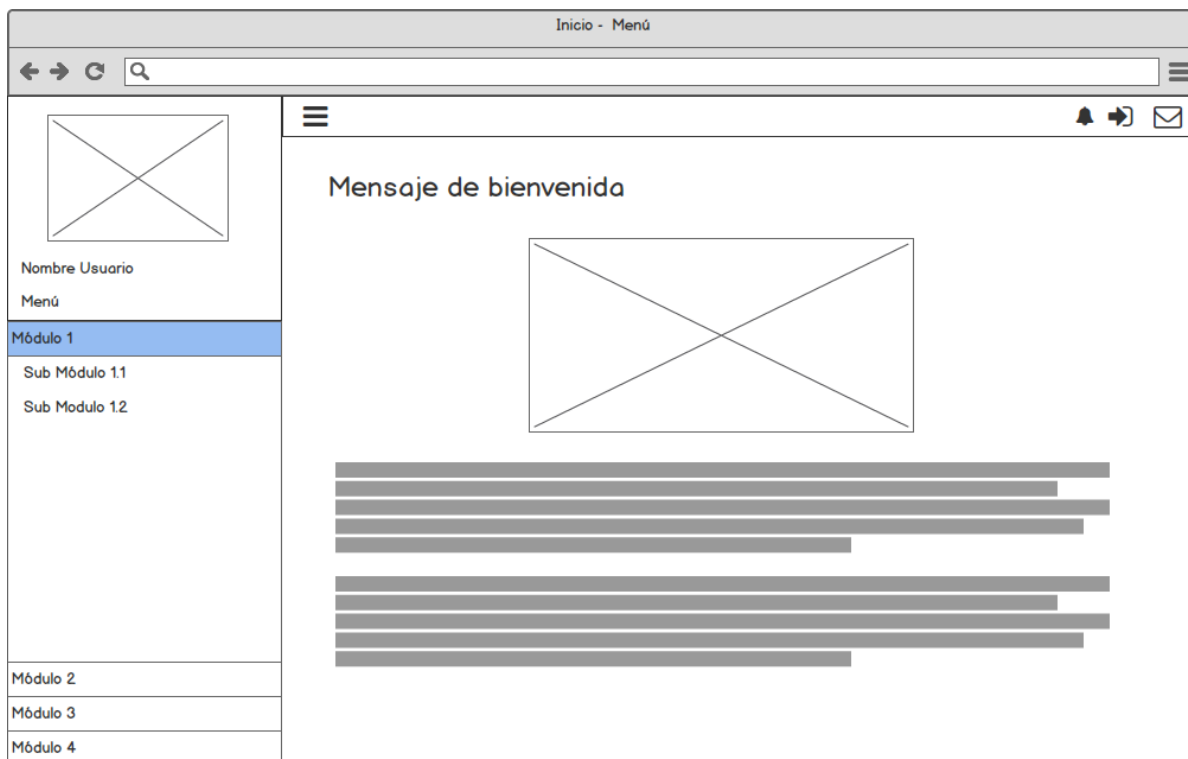 Inicio - Menú
Nombre Usuario
Menú
Módulo 1
Sub Módulo 1.1
Sub Modulo 1.2
Módulo 2
Módulo 3
Módulo 4
Mensaje de bienvenida